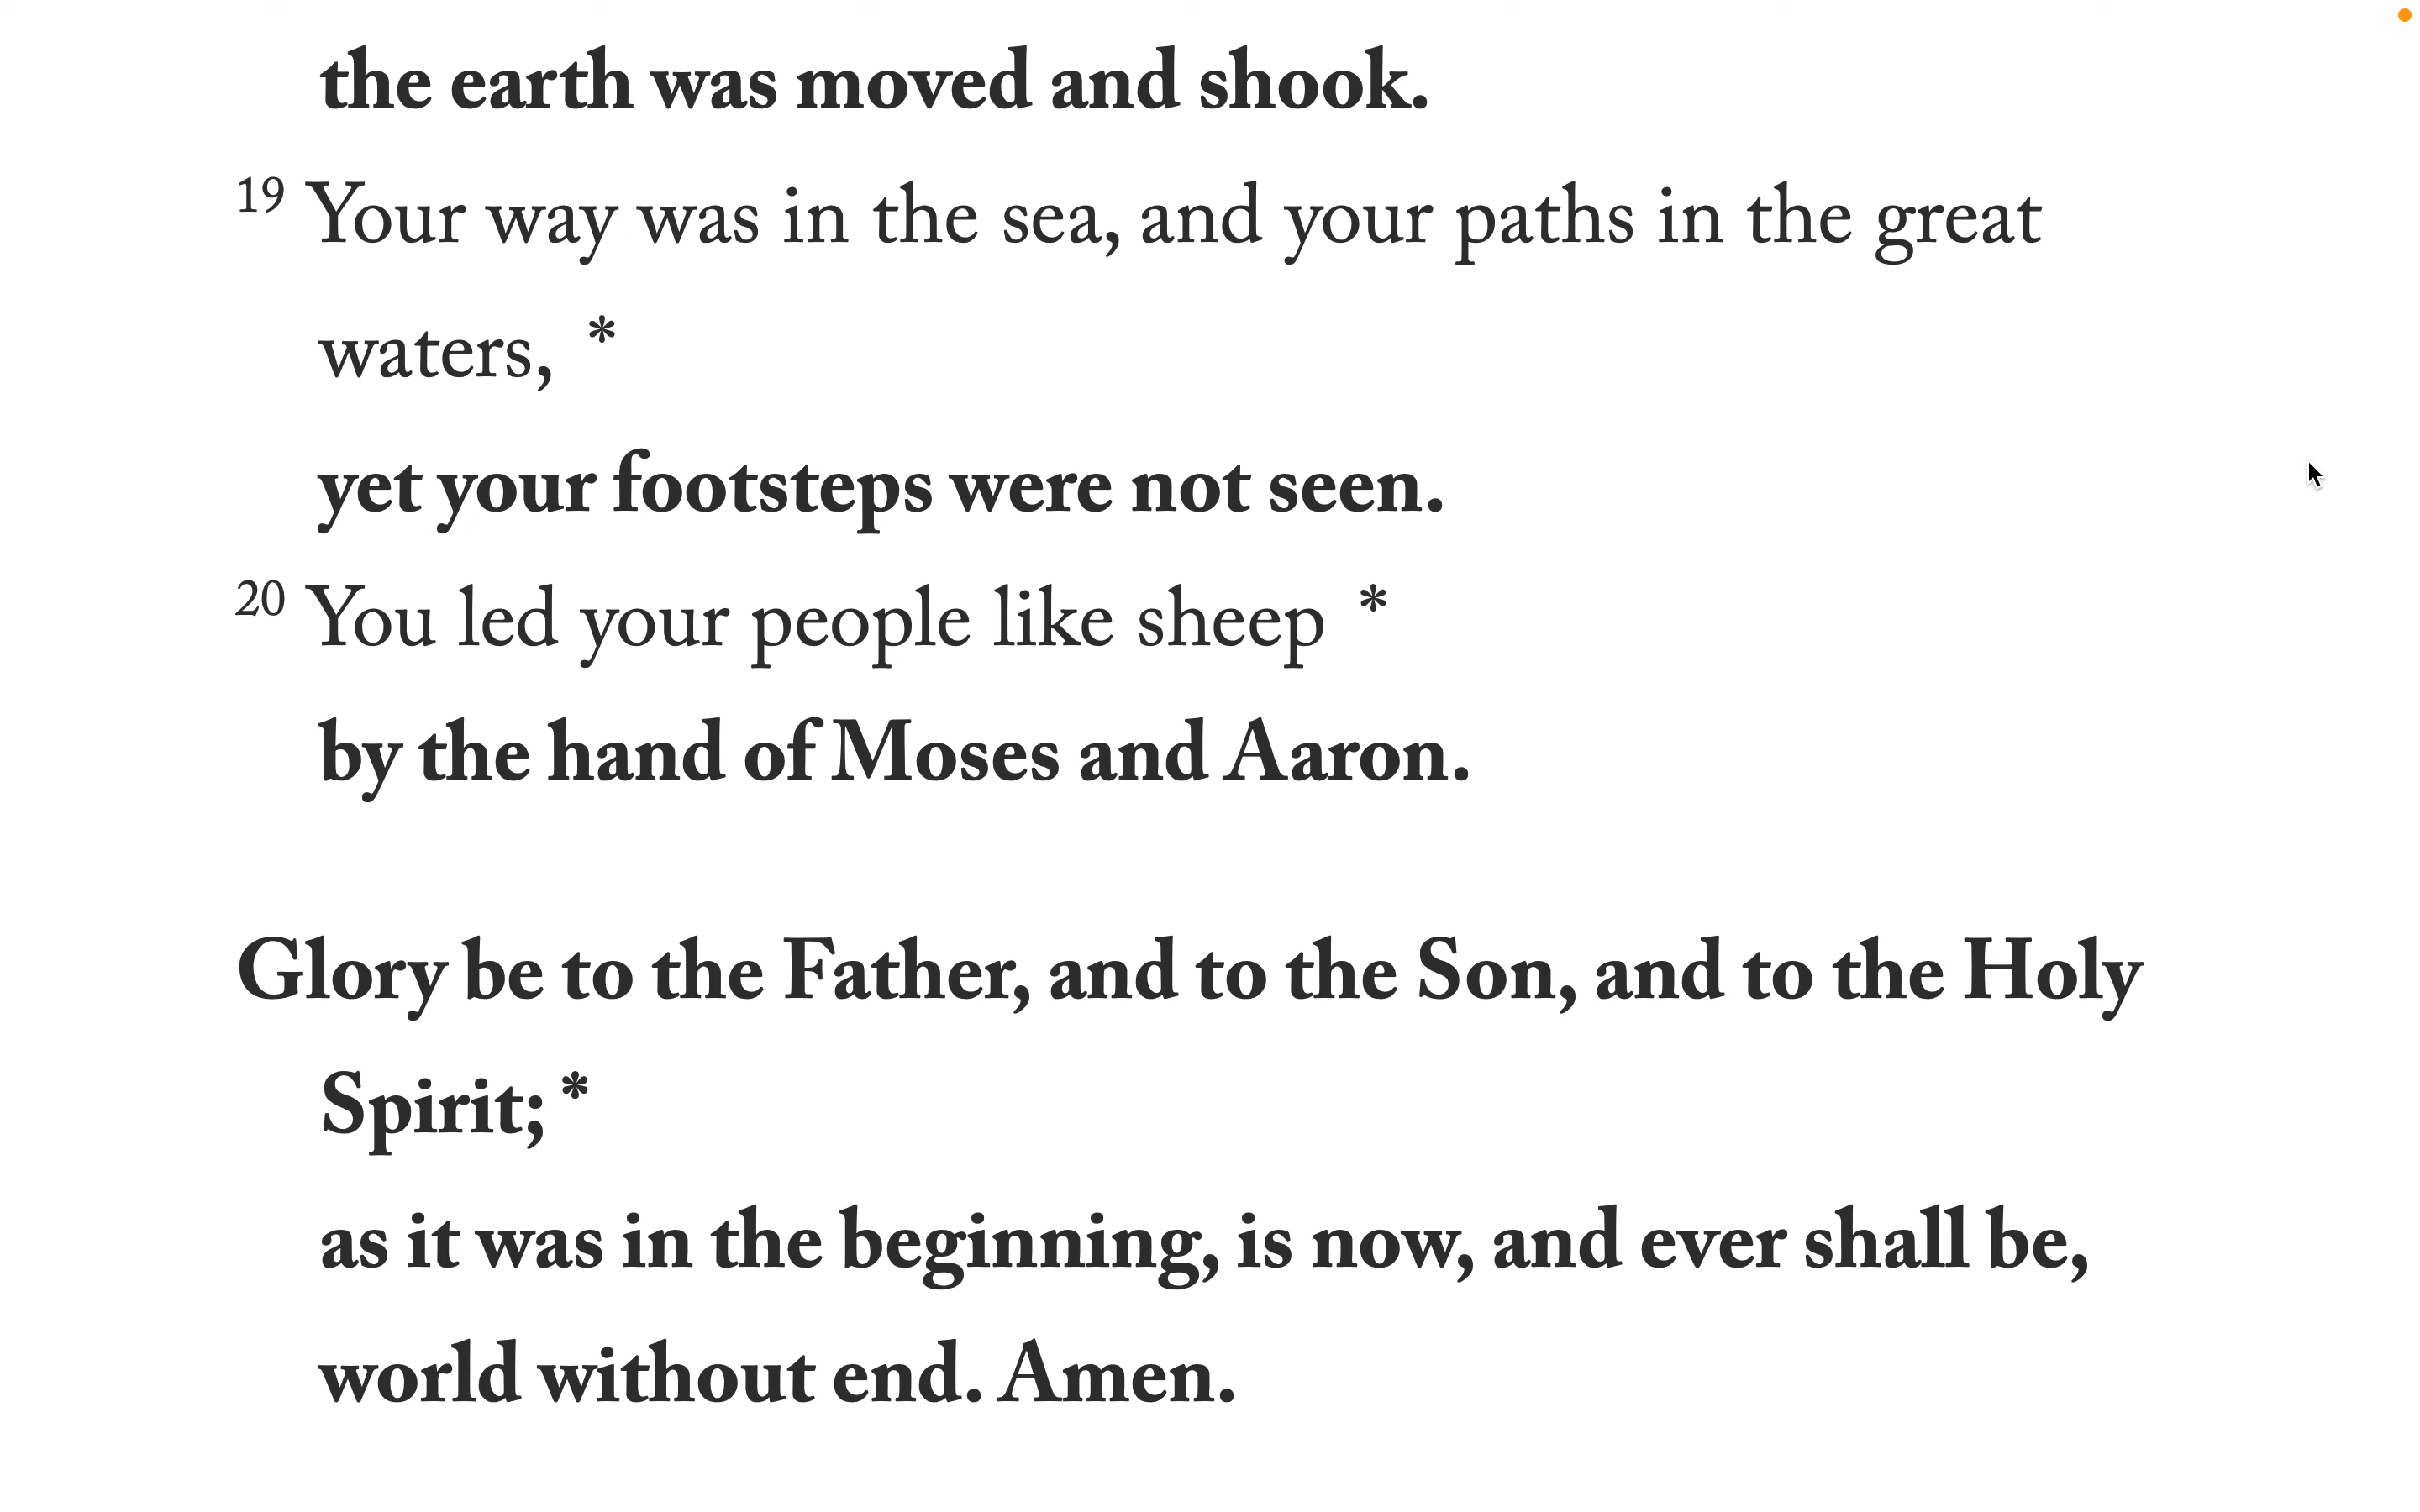 the earth was moved and shook.
19 Your way was in the sea, and your paths in the great
waters, *
yet your footsteps were not seen.
20 You led your people like sheep *
by the hand of Moses and Aaron.
Glory be to the Father, and to the Son, and to the Holy
Spirit; *
as it was in the beginning, is now, and ever shall be,
world without end. Amen.